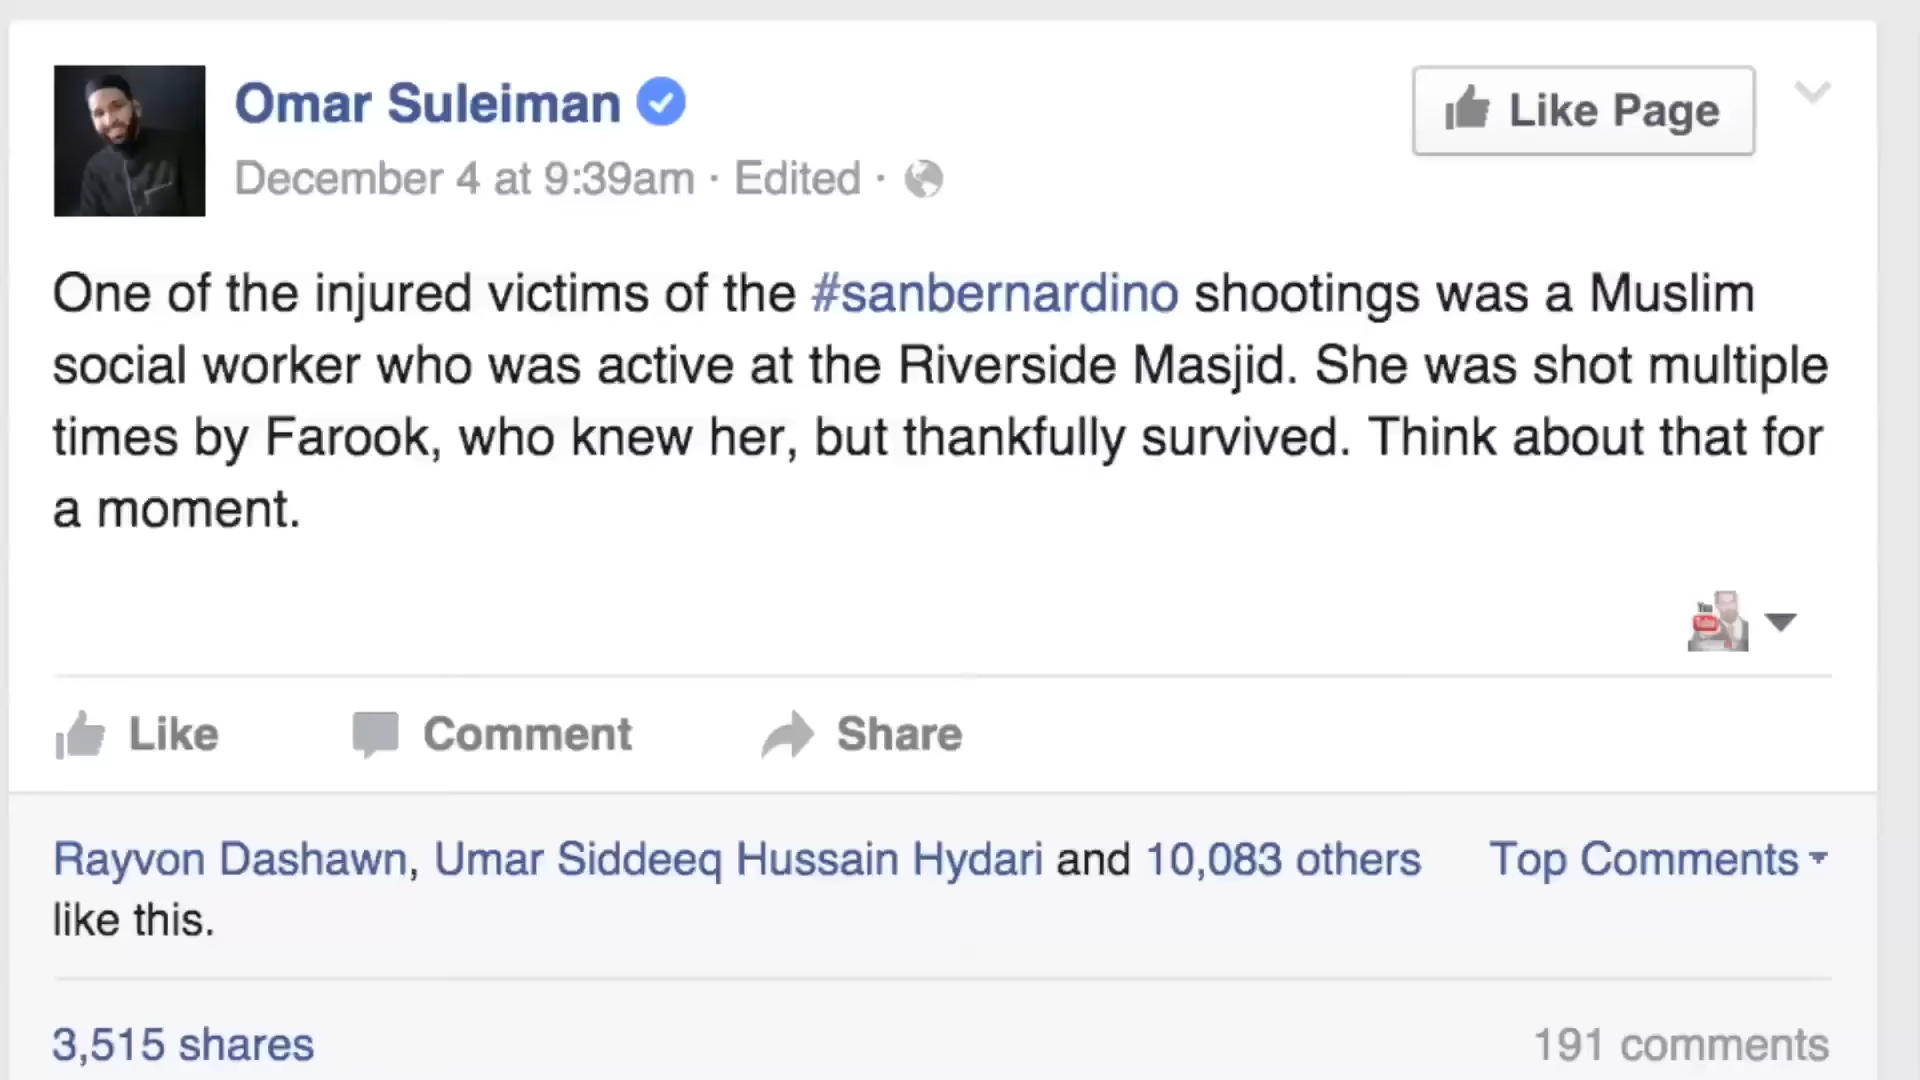 Omar Suleiman
Like Page
December 4 at 9:39am · Edited ·
One of the injured victims of the #sanbernardino shootings was a Muslim
social worker who was active at the Riverside Masjid. She was shot multiple
times by Farook, who knew her, but thankfully survived. Think about that for
a moment.
You
Tube
Like Comment Share
Rayvon Dashawn, Umar Siddeeq Hussain Hydari and 10,083 others
like this.
Top Comments
3,515 shares
191 comments